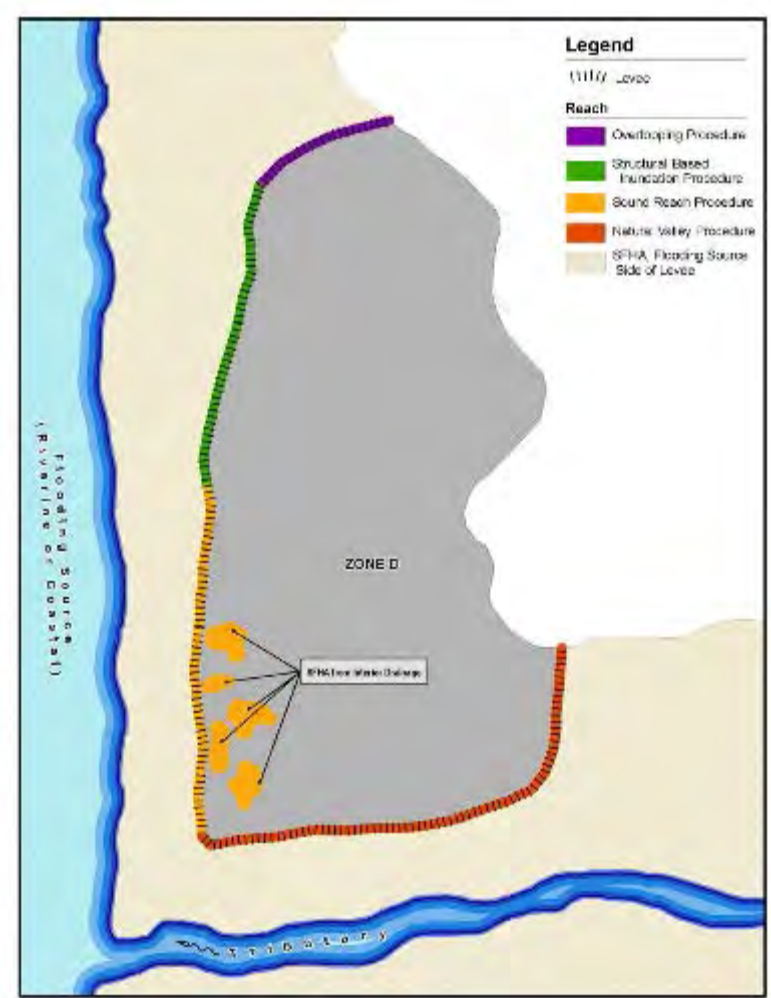 Legend
Levee
Reach
Overtopping Procedure
Structural Based
Inundation Procedure
Sound Reach Procedure
Natural Valley Procedure
SFHA, Flooding Source
Side of Levee
Flooding Source
(Riverine or Coastal)
ZONE D
SFHA from Interior Drainage
Tributary